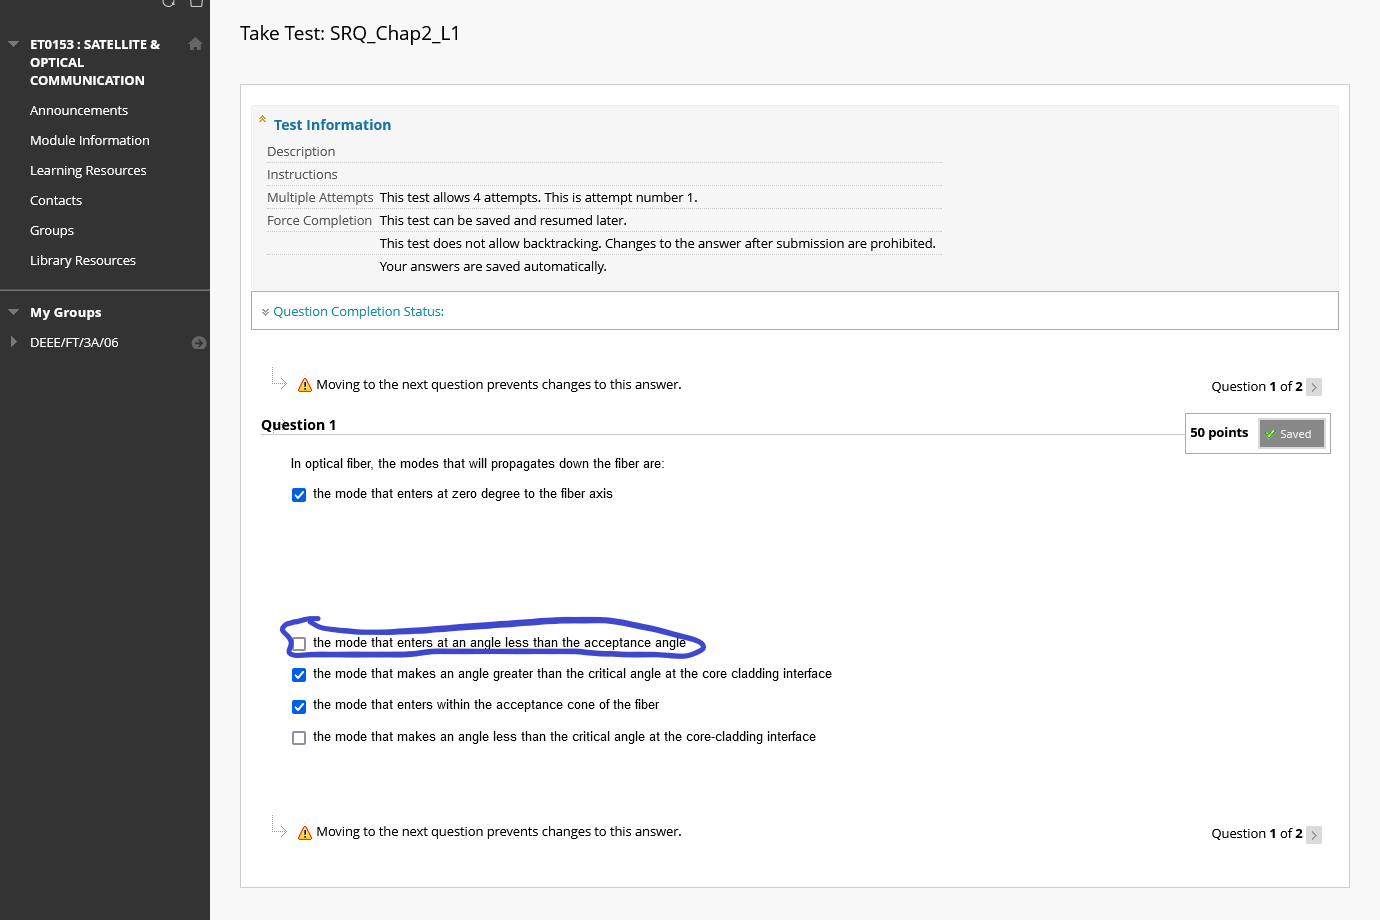 Take Test: SRQ_Chap2_L1
ET0153 : SATELLITE &
OPTICAL
COMMUNICATION
Announcements
Module Information
Learning Resources
Contacts
Groups
Library Resources
My Groups
DEEE/FT/3A/06
Test Information
Description
Instructions
Multiple Attempts This test allows 4 attempts. This is attempt number 1.
Force Completion This test can be saved and resumed later.
This test does not allow backtracking. Changes to the answer after submission are prohibited.
Your answers are saved automatically.
Question Completion Status:
Moving to the next question prevents changes to this answer.
Question 1 of 2
Question 1
50 points
Saved
In optical fiber, the modes that will propagates down the fiber are:
the mode that enters at zero degree to the fiber axis
the mode that enters at an angle less than the acceptance angle
the mode that makes an angle greater than the critical angle at the core cladding interface
the mode that enters within the acceptance cone of the fiber
the mode that makes an angle less than the critical angle at the core-cladding interface
Moving to the next question prevents changes to this answer.
Question 1 of 2